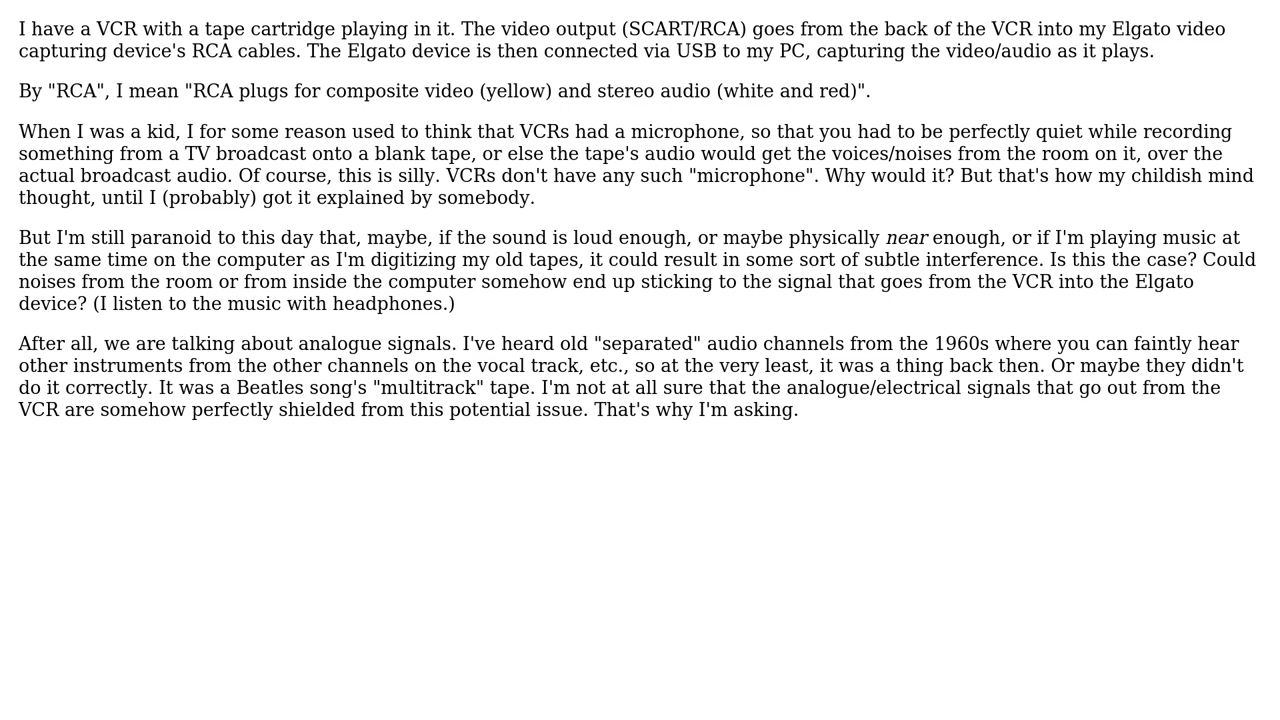 I have a VCR with a tape cartridge playing in it. The video output (SCART/RCA) goes from the back of the VCR into my Elgato video
capturing device's RCA cables. The Elgato device is then connected via USB to my PC, capturing the video/audio as it plays.
By "RCA", I mean "RCA plugs for composite video (yellow) and stereo audio (white and red)".
When I was a kid, I for some reason used to think that VCRs had a microphone, so that you had to be perfectly quiet while recording
something from a TV broadcast onto a blank tape, or else the tape's audio would get the voices/noises from the room on it, over the
actual broadcast audio. Of course, this is silly. VCRs don't have any such "microphone". Why would it? But that's how my childish mind
thought, until I (probably) got it explained by somebody.
But I'm still paranoid to this day that, maybe, if the sound is loud enough, or maybe physically near enough, or if I'm playing music at
the same time on the computer as I'm digitizing my old tapes, it could result in some sort of subtle interference. Is this the case? Could
noises from the room or from inside the computer somehow end up sticking to the signal that goes from the VCR into the Elgato
device? (I listen to the music with headphones.)
After all, we are talking about analogue signals. I've heard old "separated" audio channels from the 1960s where you can faintly hear
other instruments from the other channels on the vocal track, etc., so at the very least, it was a thing back then. Or maybe they didn't
do it correctly. It was a Beatles song's "multitrack" tape. I'm not at all sure that the analogue/electrical signals that go out from the
VCR are somehow perfectly shielded from this potential issue. That's why I'm asking.